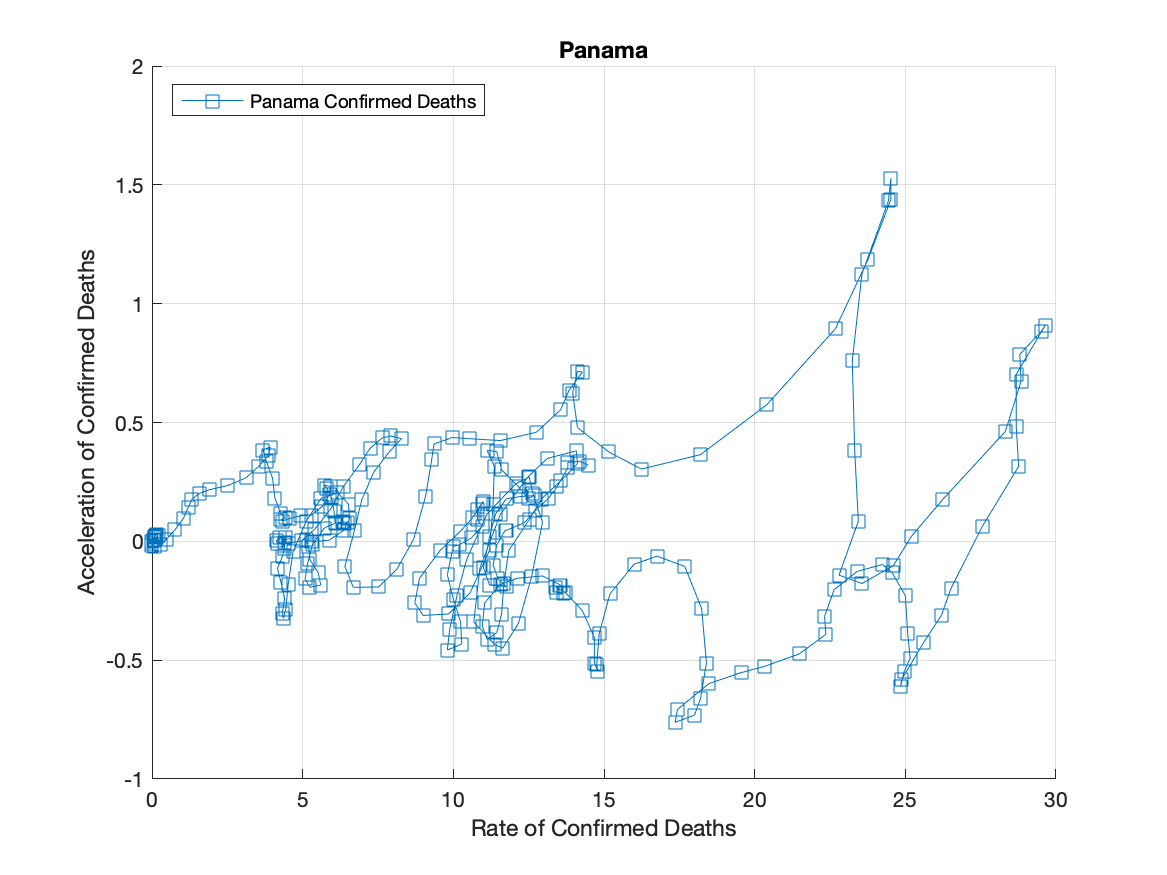 Panama
Panama Confirmed Deaths
2
1.5
1
0.5
0
-0.5
-1
Acceleration of Confirmed Deaths
0 5 10 15 20 25 30
Rate of Confirmed Deaths